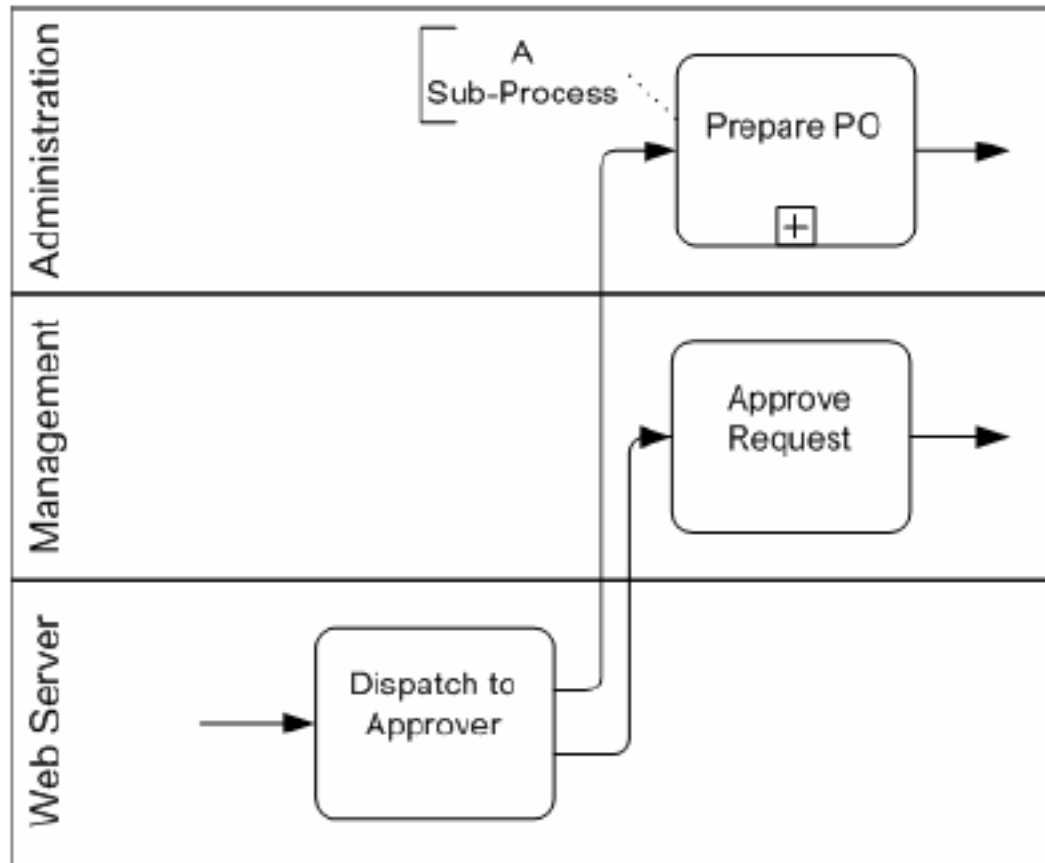 Administration
A
Sub-Process
Prepare PO
Management
Approve
Request
Web Server
Dispatch to
Approver